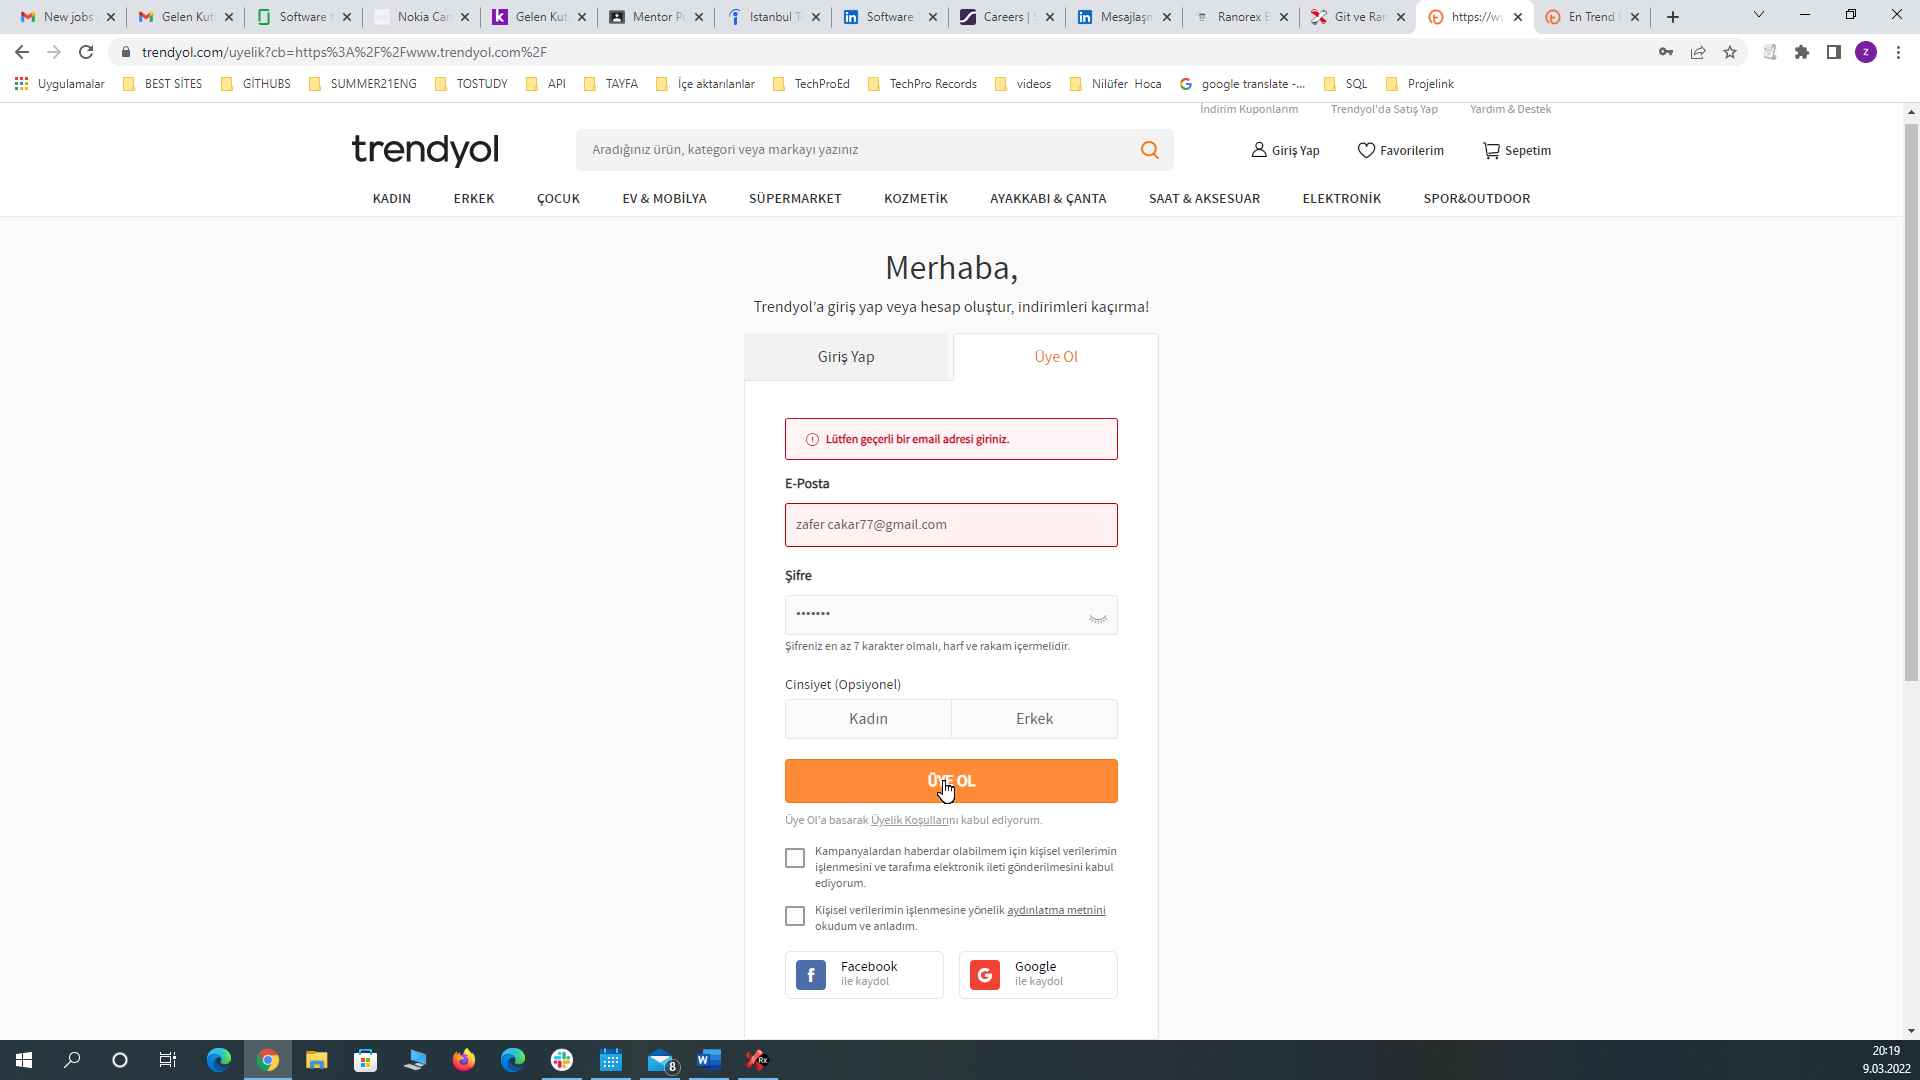 New jobs
Gelen Kut
Software
Nokia Car
Gelen Kut
Mentor P
Istanbul T
Software
Careers |
Mesajlaşm
Ranorex E
Git ve Ran
https://w
En Trend
trendyol.com/uyelik?cb=https%3A%2F%2Fwww.trendyol.com%2F
Z
Uygulamalar
BEST SİTES
GİTHUBS
SUMMER21ENG
TOSTUDY
API
TAYFA
İçe aktarılanlar
TechProEd
TechPro Records
videos
Nilüfer Hoca
google translate -...
SQL
Projelink
İndirim Kuponlarım
Trendyol'da Satış Yap
Yardım & Destek
trendyol
Aradığınız ürün, kategori veya markayı yazınız
Giriş Yap
Favorilerim
Sepetim
KADIN
ERKEK
ÇOCUK
EV & MOBİLYA
SÜPERMARKET
KOZMETİK
AYAKKABI & ÇANTA
SAAT & AKSESUAR
ELEKTRONİK
SPOR&OUTDOOR
Merhaba,
Trendyol'a giriş yap veya hesap oluştur, indirimleri kaçırma!
Giriş Yap
Üye Ol
Lütfen geçerli bir email adresi giriniz.
E-Posta
zafer cakar77@gmail.com
Şifre
•••••••
Şifreniz en az 7 karakter olmalı, harf ve rakam içermelidir.
Cinsiyet (Opsiyonel)
Kadın
Erkek
ÜYE OL
Üye Ol'a basarak Üyelik Koşullarını kabul ediyorum.
Kampanyalardan haberdar olabilmem için kişisel verilerimin
işlenmesini ve tarafıma elektronik ileti gönderilmesini kabul
ediyorum.
Kişisel verilerimin işlenmesine yönelik aydınlatma metnini
okudum ve anladım.
Facebook
ile kaydol
Google
ile kaydol
8
20:19
9.03.2022